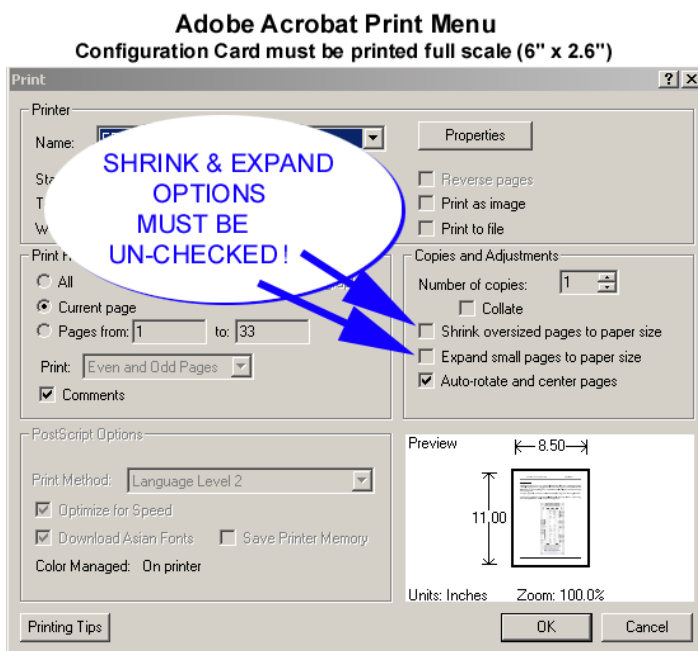 Adobe Acrobat Print Menu
Configuration Card must be printed full scale (6" x 2.6")
Print
Printer
Name:
Properties
SHRINK & EXPAND
OPTIONS
MUST BE
UN-CHECKED !
Reverse pages
Print as image
Print to file
All
Current page
Pages from: 1 to: 33
Print: Even and Odd Pages
Comments
Copies and Adjustments
Number of copies: 1
Collate
Shrink oversized pages to paper size
Expand small pages to paper size
Auto-rotate and center pages
PostScript Options
Print Method: Language Level 2
Optimize for Speed
Download Asian Fonts Save Printer Memory
Color Managed: On printer
Preview
8.50
11.00
Units: Inches Zoom: 100.0%
Printing Tips
OK Cancel